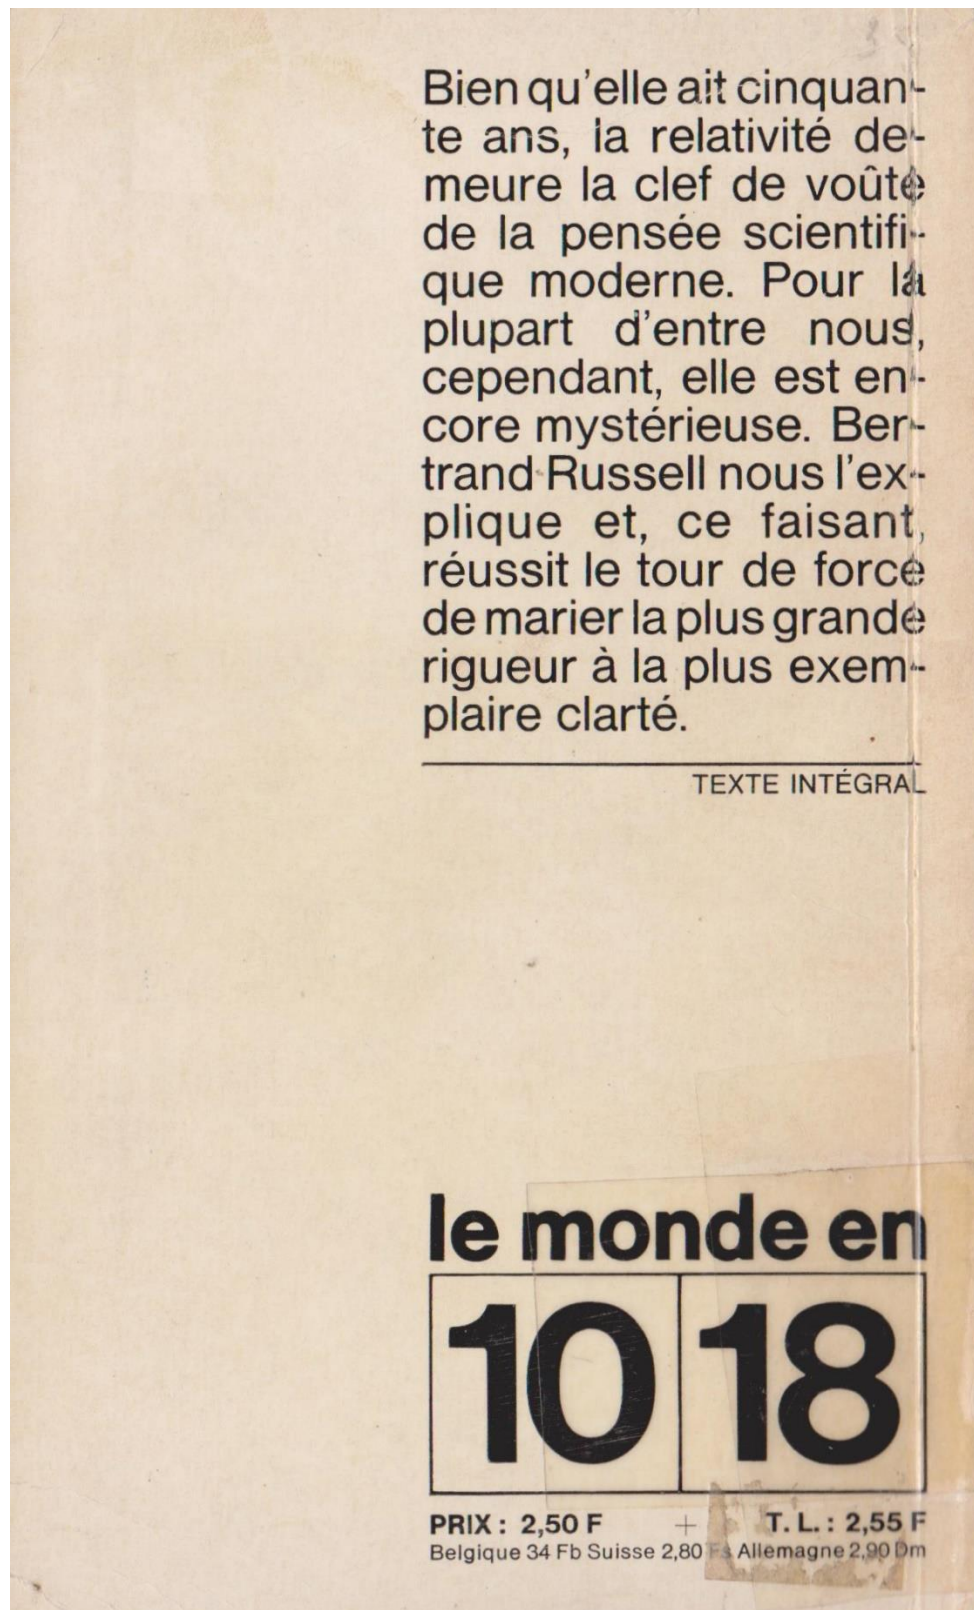 Bien qu'elle ait cinquan-
te ans, la relativité de-
meure la clef de voûte
de la pensée scientifi-
que moderne. Pour la
plupart d'entre nous,
cependant, elle est en-
core mystérieuse. Ber-
trand Russell nous l'ex-
plique et, ce faisant,
réussit le tour de force
de marier la plus grande
rigueur à la plus exem-
plaire clarté.
TEXTE INTÉGRAL
le monde en
10 18
PRIX : 2,50 F + T. L. : 2,55 F
Belgique 34 Fb Suisse 2,80 Fs Allemagne 2,90 Dm